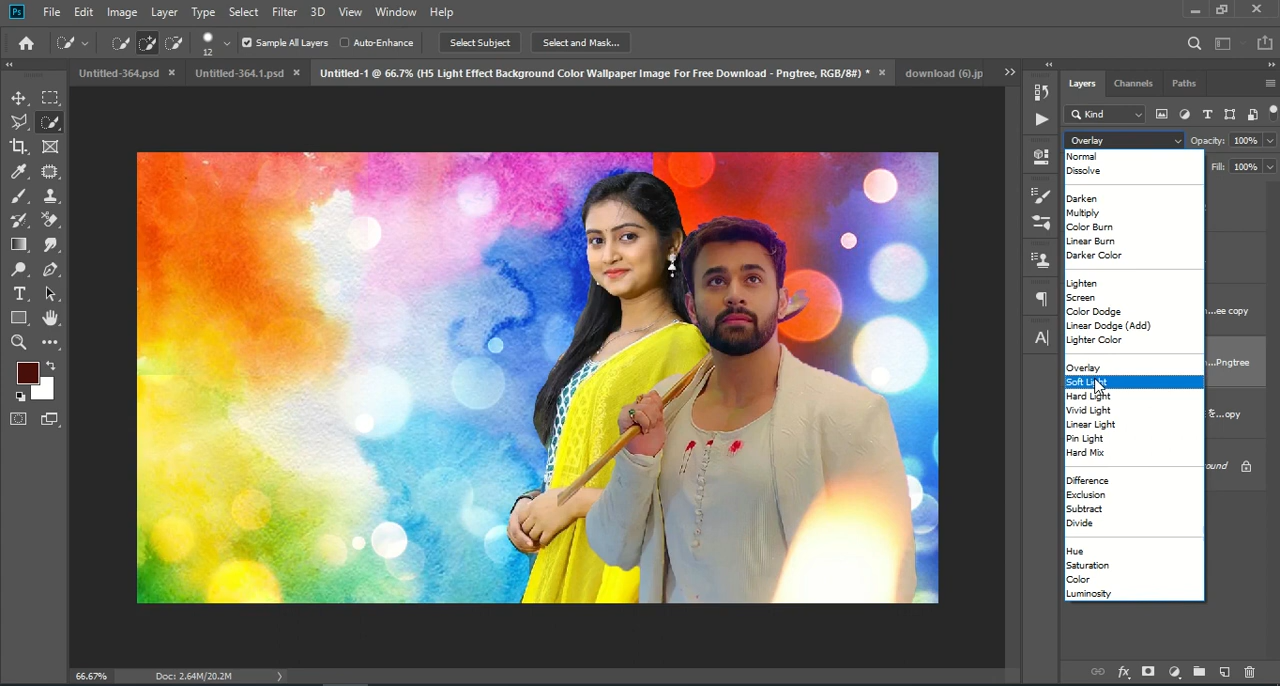 Ps File Edit Image Layer Type Select Filter 3D View Window Help
12 Sample All Layers Auto-Enhance Select Subject Select and Mask...
Untitled-364.psd × Untitled-364.1.psd × Untitled-1 @ 66.7% (H5 Light Effect Background Color Wallpaper Image For Free Download - Pngtree, RGB/8#) * × download (6).jp
Layers Channels Paths
Kind
Overlay Opacity: 100%
Fill: 100%
Normal
Dissolve
Darken
Multiply
Color Burn
Linear Burn
Darker Color
Lighten
Screen
Color Dodge
Linear Dodge (Add)
Lighter Color
Overlay
Soft Light
Hard Light
Vivid Light
Linear Light
Pin Light
Hard Mix
Difference
Exclusion
Subtract
Divide
Hue
Saturation
Color
Luminosity
...ee copy
...Pngtree
を...opy
ound
66.67% Doc: 2.64M/20.2M